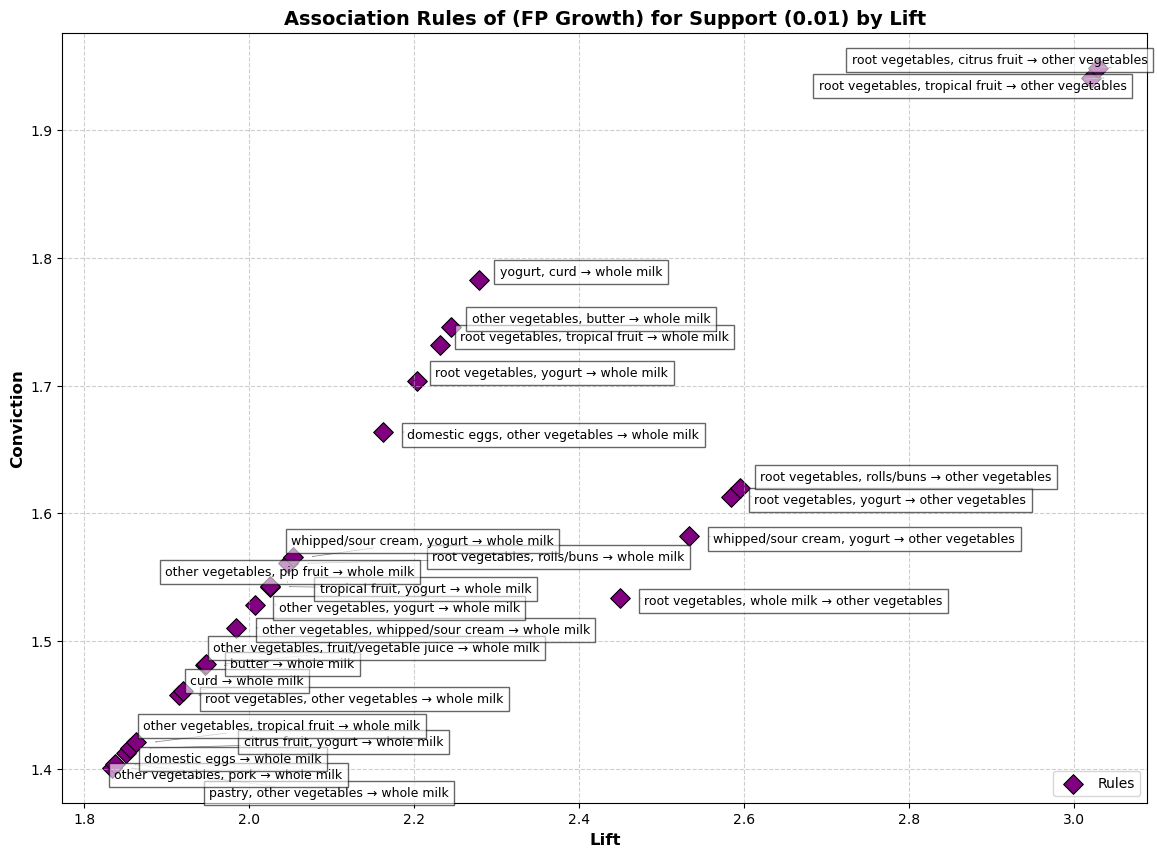 Association Rules of (FP Growth) for Support (0.01) by Lift
root vegetables, citrus fruit → other vegetables
root vegetables, tropical fruit → other vegetables
1.9
1.8
yogurt, curd → whole milk
other vegetables, butter → whole milk
root vegetables, tropical fruit → whole milk
1.7
root vegetables, yogurt → whole milk
domestic eggs, other vegetables → whole milk
Conviction
root vegetables, rolls/buns → other vegetables
root vegetables, yogurt → other vegetables
1.6
whipped/sour cream, yogurt → other vegetables
whipped/sour cream, yogurt → whole milk
root vegetables, rolls/buns → whole milk
other vegetables, pip fruit → whole milk
tropical fruit, yogurt → whole milk
root vegetables, whole milk → other vegetables
other vegetables, yogurt → whole milk
other vegetables, whipped/sour cream → whole milk
1.5
other vegetables, fruit/vegetable juice → whole milk
butter → whole milk
curd → whole milk
root vegetables, other vegetables → whole milk
other vegetables, tropical fruit → whole milk
citrus fruit, yogurt → whole milk
domestic eggs → whole milk
1.4
other vegetables, pork → whole milk
pastry, other vegetables → whole milk
Rules
1.8
2.0
2.2
2.4
2.6
2.8
3.0
Lift